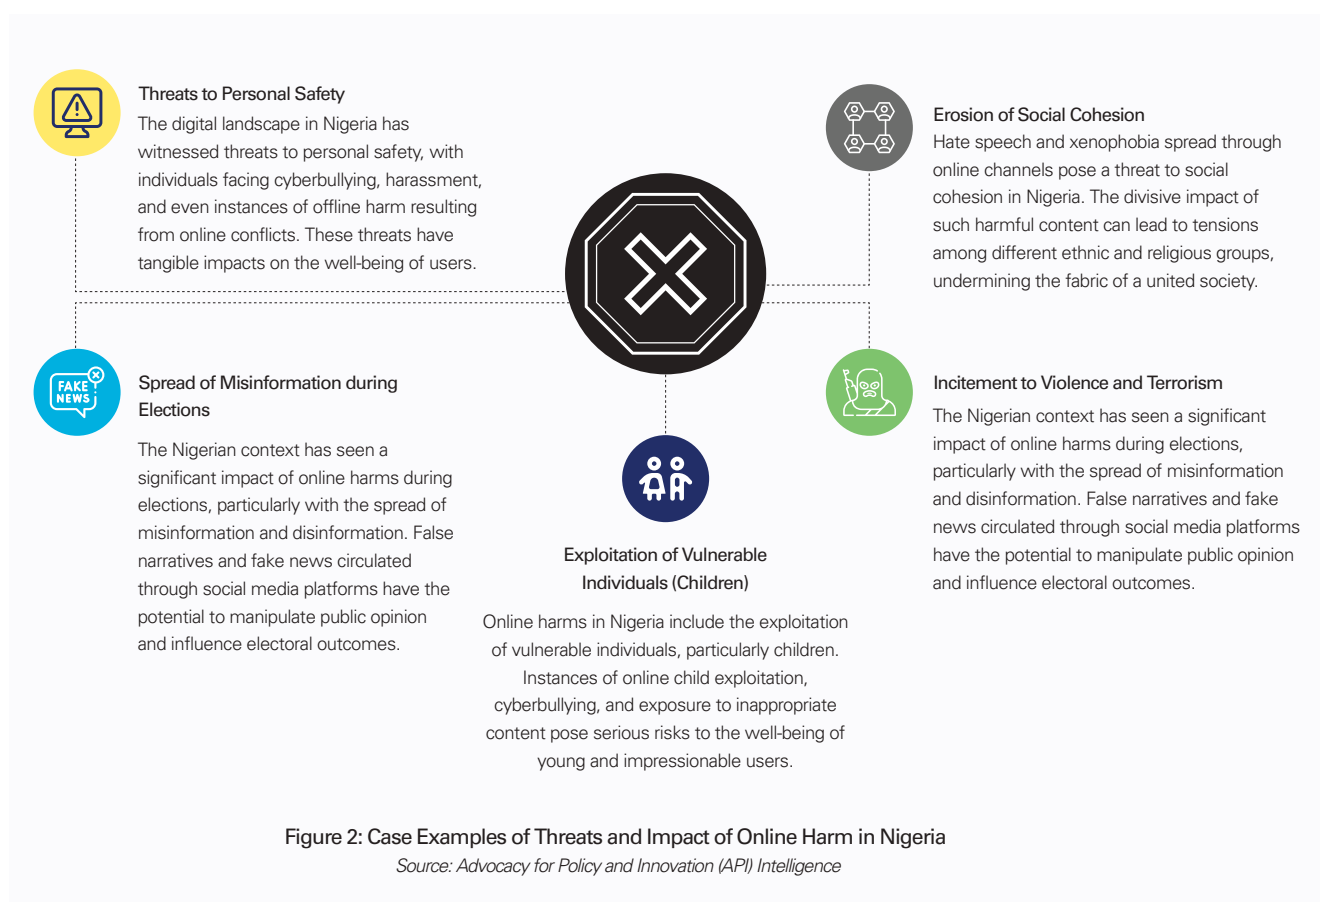 Threats to Personal Safety
The digital landscape in Nigeria has
witnessed threats to personal safety, with
individuals facing cyberbullying, harassment,
and even instances of offline harm resulting
from online conflicts. These threats have
tangible impacts on the well-being of users.
Erosion of Social Cohesion
Hate speech and xenophobia spread through
online channels pose a threat to social
cohesion in Nigeria. The divisive impact of
such harmful content can lead to tensions
among different ethnic and religious groups,
undermining the fabric of a united society.
FAKE
NEWS
Spread of Misinformation during
Elections
The Nigerian context has seen a
significant impact of online harms during
elections, particularly with the spread of
misinformation and disinformation. False
narratives and fake news circulated
through social media platforms have the
potential to manipulate public opinion
and influence electoral outcomes.
Exploitation of Vulnerable
Individuals (Children)
Online harms in Nigeria include the exploitation
of vulnerable individuals, particularly children.
Instances of online child exploitation,
cyberbullying, and exposure to inappropriate
content pose serious risks to the well-being of
young and impressionable users.
Incitement to Violence and Terrorism
The Nigerian context has seen a significant
impact of online harms during elections,
particularly with the spread of misinformation
and disinformation. False narratives and fake
news circulated through social media platforms
have the potential to manipulate public opinion
and influence electoral outcomes.
Figure 2: Case Examples of Threats and Impact of Online Harm in Nigeria
Source: Advocacy for Policy and Innovation (API) Intelligence